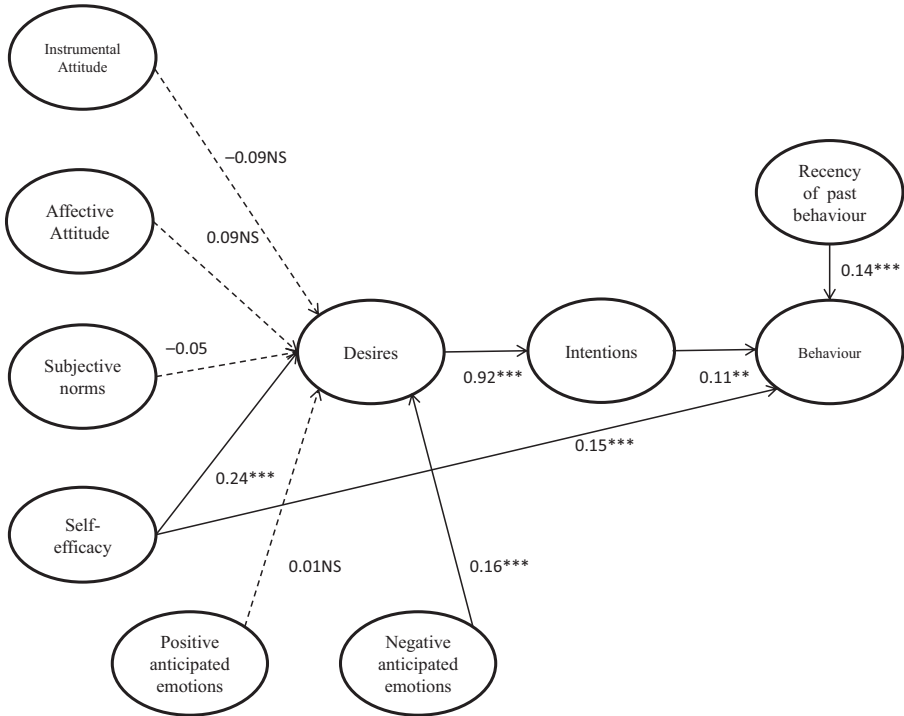 Instrumental
Attitude
−0.09NS
Recency
of past
behaviour
Affective
Attitude
0.09NS
0.14***
Subjective
norms
−0.05
Desires
0.92***
Intentions
0.11**
Behaviour
0.15***
0.24***
Self-
efficacy
0.01NS
0.16***
Positive
anticipated
emotions
Negative
anticipated
emotions